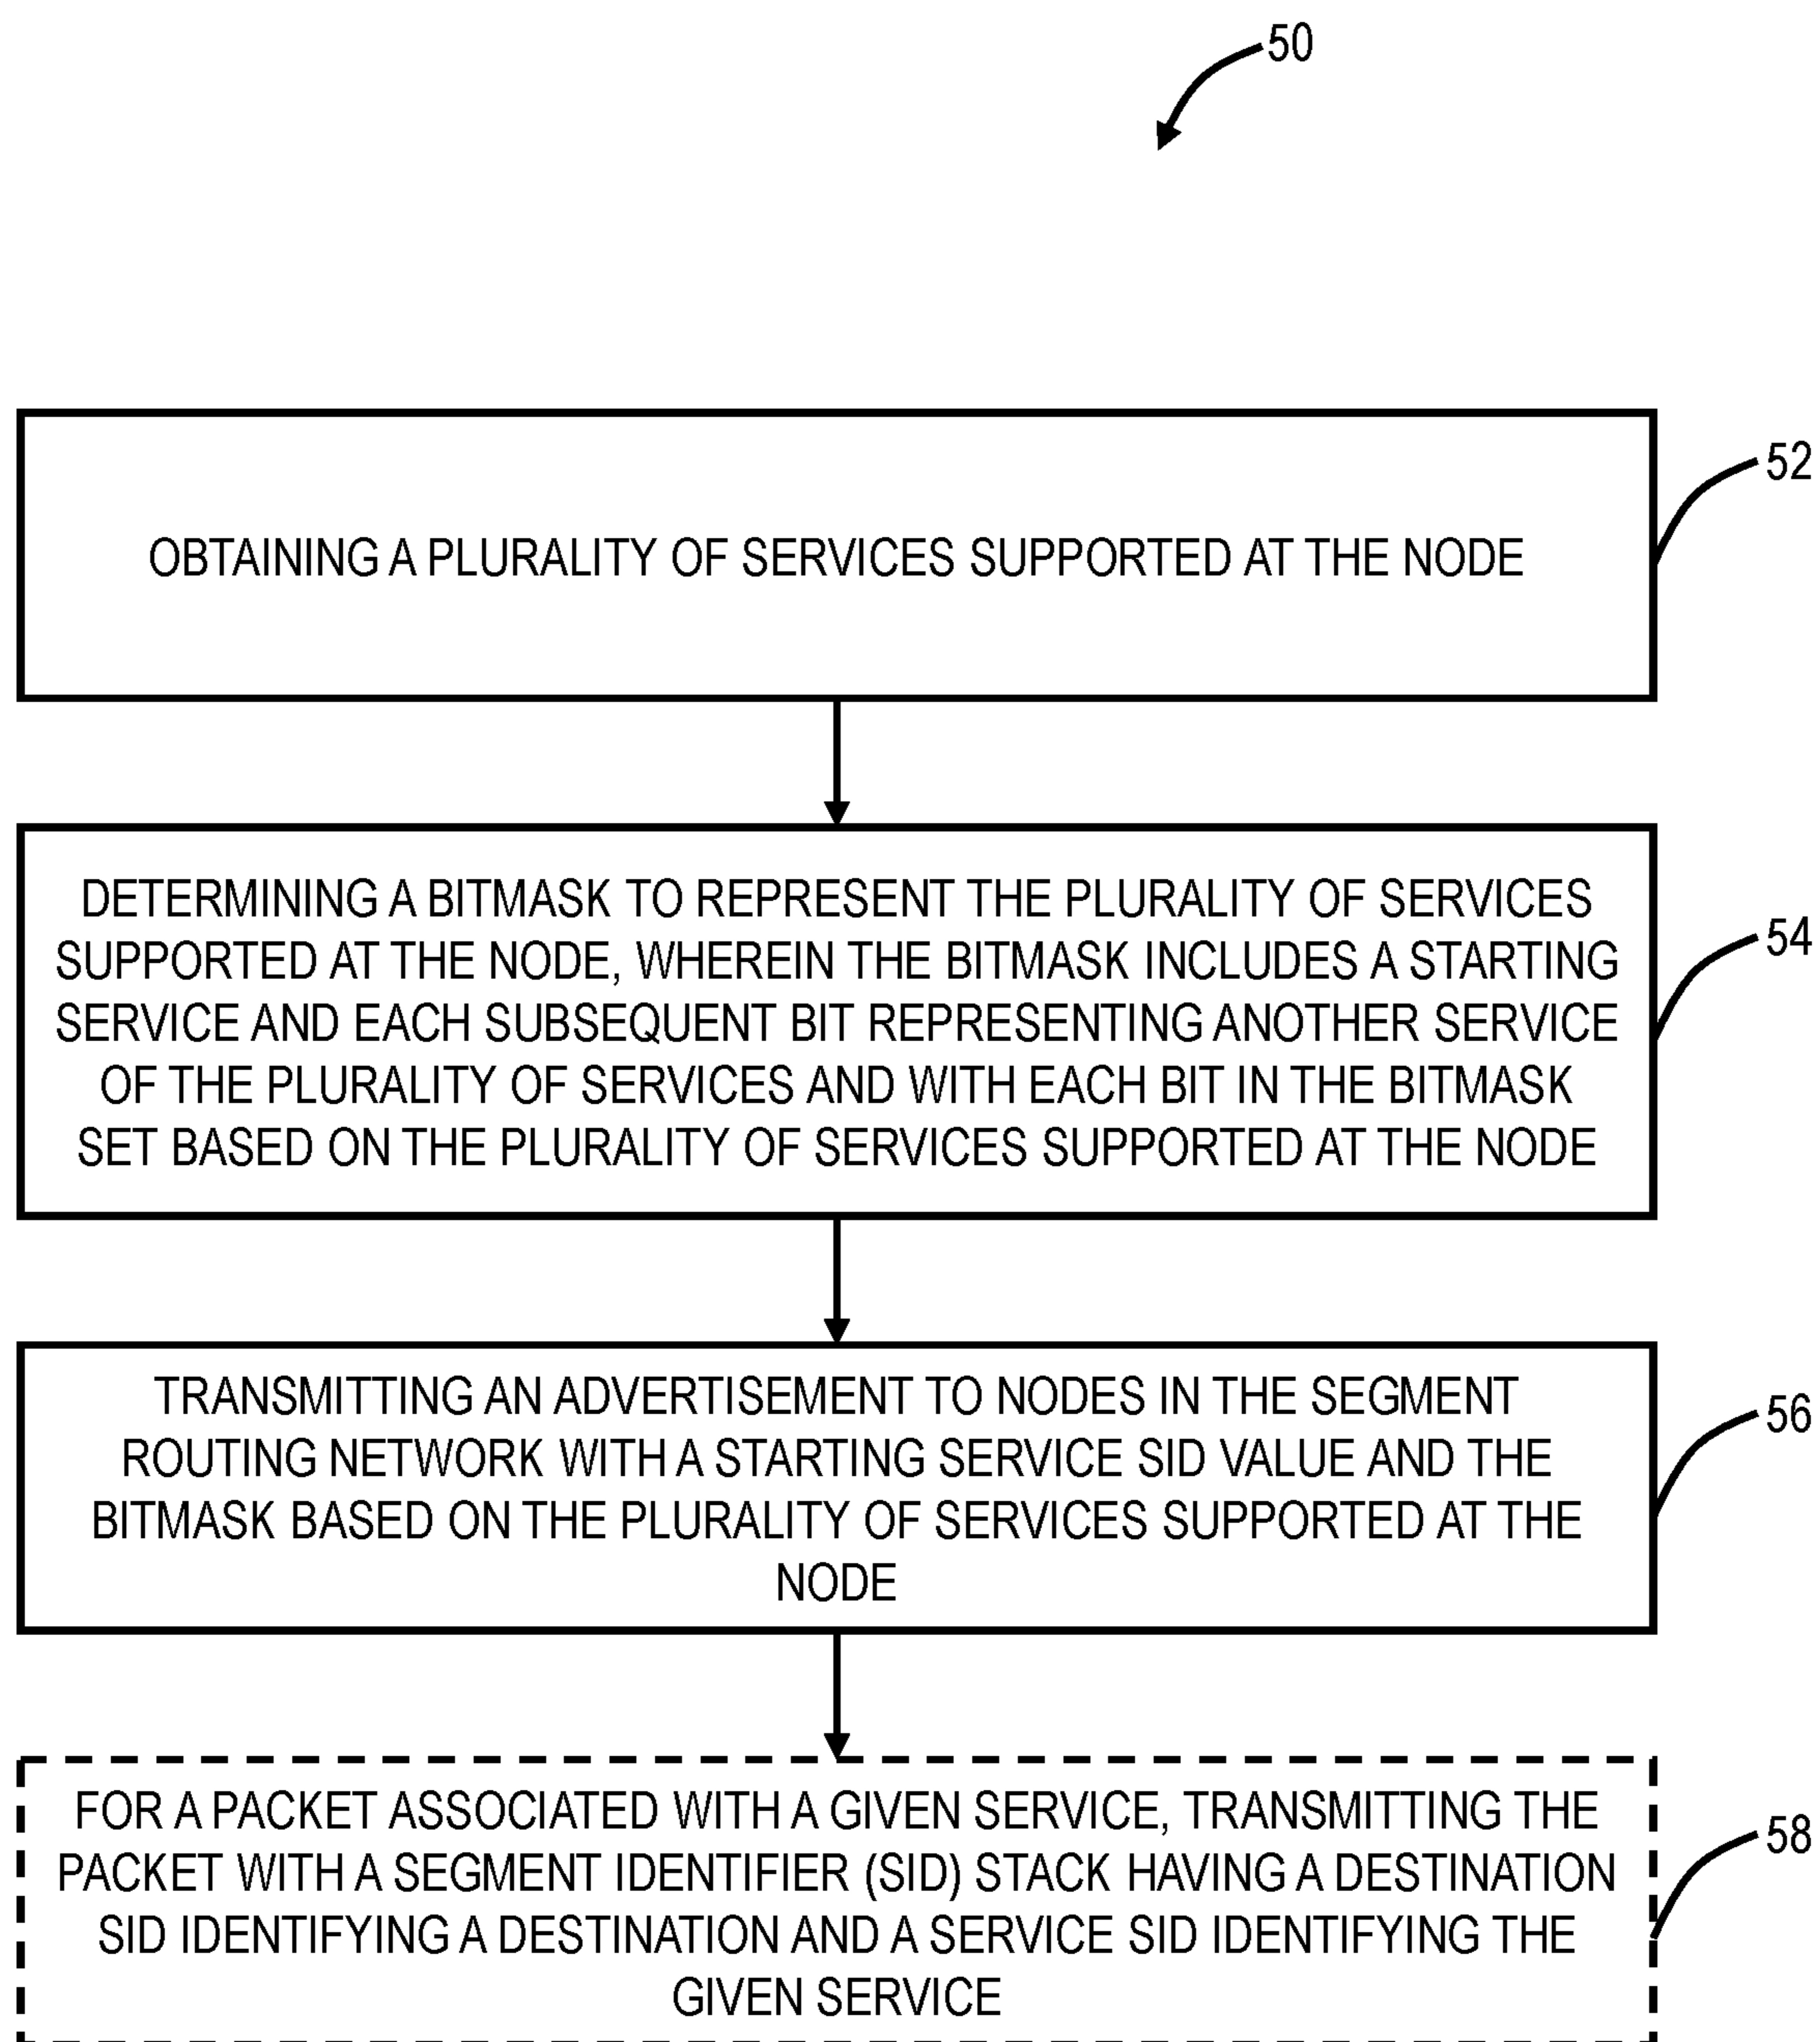 50
OBTAINING A PLURALITY OF SERVICES SUPPORTED AT THE NODE
52
DETERMINING A BITMASK TO REPRESENT THE PLURALITY OF SERVICES
SUPPORTED AT THE NODE, WHEREIN THE BITMASK INCLUDES A STARTING
SERVICE AND EACH SUBSEQUENT BIT REPRESENTING ANOTHER SERVICE
OF THE PLURALITY OF SERVICES AND WITH EACH BIT IN THE BITMASK
SET BASED ON THE PLURALITY OF SERVICES SUPPORTED AT THE NODE
54
TRANSMITTING AN ADVERTISEMENT TO NODES IN THE SEGMENT
ROUTING NETWORK WITH A STARTING SERVICE SID VALUE AND THE
BITMASK BASED ON THE PLURALITY OF SERVICES SUPPORTED AT THE
NODE
56
FOR A PACKET ASSOCIATED WITH A GIVEN SERVICE, TRANSMITTING THE
PACKET WITH A SEGMENT IDENTIFIER (SID) STACK HAVING A DESTINATION
SID IDENTIFYING A DESTINATION AND A SERVICE SID IDENTIFYING THE
GIVEN SERVICE
58